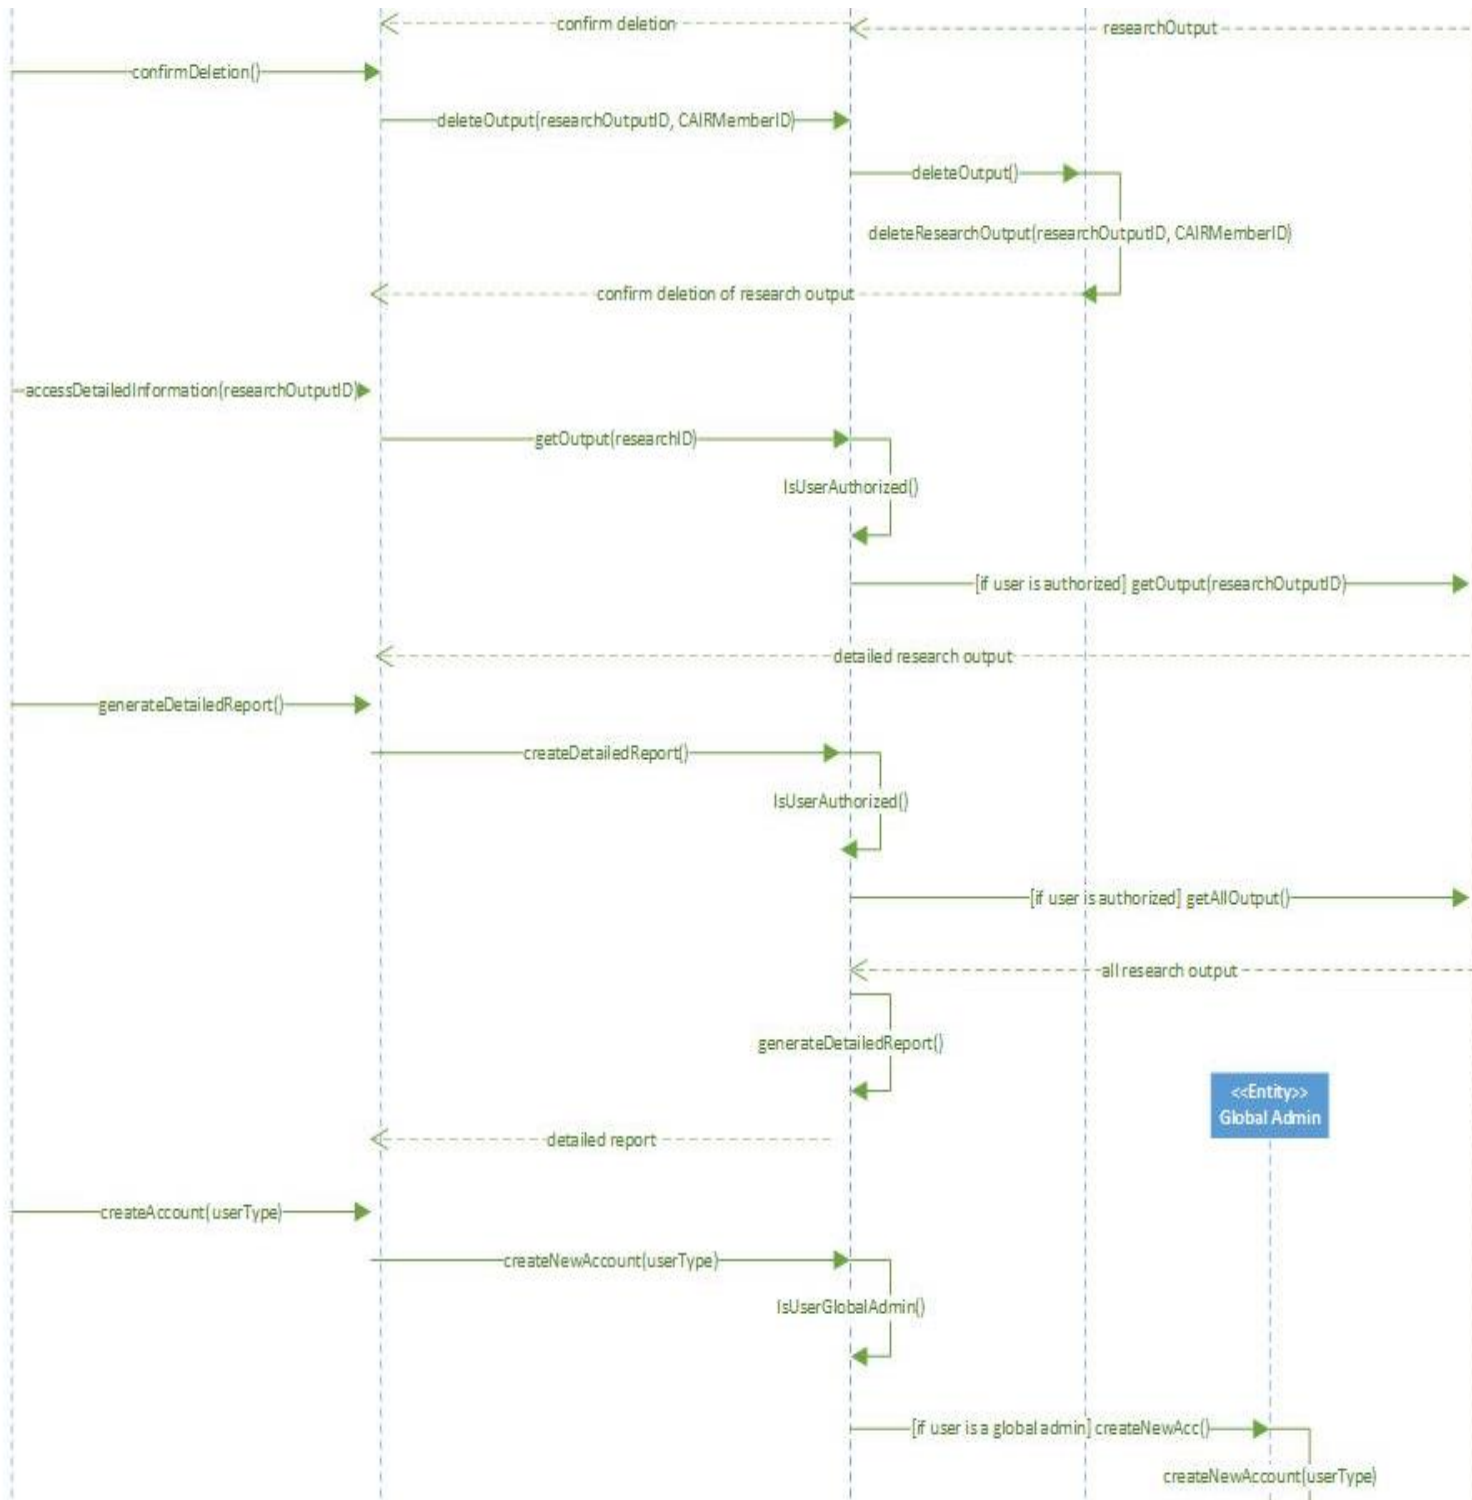 confirm deletion
researchOutput
confirmDeletion()
deleteOutput(researchOutputID, CAIRMemberID)
deleteOutput()
deleteResearchOutput(researchOutputID, CAIRMemberID)
confirm deletion of research output
accessDetailedInformation(researchOutputID)
getOutput(researchID)
IsUserAuthorized()
[if user is authorized] getOutput(researchOutputID)
detailed research output
generateDetailedReport()
createDetailedReport()
IsUserAuthorized()
[if user is authorized] getAllOutput()
all research output
generateDetailedReport()
<<Entity>>
Global Admin
detailed report
createAccount(userType)
createNewAccount(userType)
IsUserGlobalAdmin()
[if user is a global admin] createNewAcc()
createNewAccount(userType)